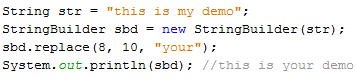 String str = "this is my demo";
StringBuilder sbd = new StringBuilder(str);
sbd.replace(8, 10, "your");
System.out.println(sbd); //this is your demo